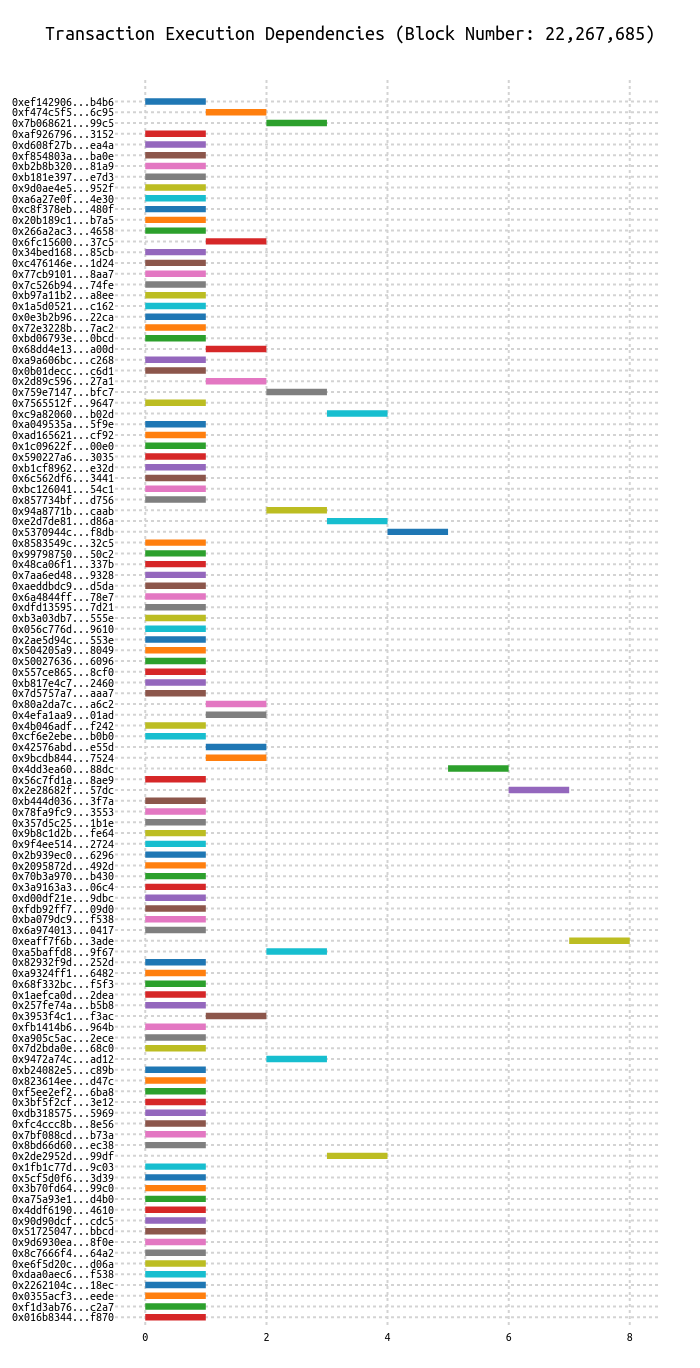 Transaction Execution Dependencies (Block Number: 22,267,685)
0xef142906...b4b6
0xf474c5f5...6c95
0x7b068621...99c5
0xaf926796...3152
0xd608f27b...ea4a
0xf854803a...ba0e
0xb2b8b320...81a9
0xb181e397...e7d3
0x9d0ae4e5...952f
0xa6a27e0f...4e30
0xc8f378eb...480f
0x20b189c1...b7a5
0x266a2ac3...4658
0x6fc15600...37c5
0x34bed168...85cb
0xc476146e...1d24
0x77cb9101...8aa7
0x7c526b94...74fe
0xb97a11b2...a8ee
0x1a5d0521...c162
0x0e3b2b96...22ca
0x72e3228b...7ac2
0xbd06793e...0bcd
0x68dd4e13...a00d
0xa9a606bc...c268
0x0b01decc...c6d1
0x2d89c596...27a1
0x759e7147...bfc7
0x7565512f...9647
0xc9a82060...b02d
0xa049535a...5f9e
0xad165621...cf92
0x1c09622f...00e0
0x590227a6...3035
0xb1cf8962...e32d
0x6c562df6...3441
0xbc126041...54c1
0x857734bf...d756
0x94a8771b...caab
0xe2d7de81...d86a
0x5370944c...f8db
0x8583549c...32c5
0x99798750...50c2
0x48ca06f1...337b
0x7aa6ed48...9328
0xaeddbdc9...d5da
0x6a4844ff...78e7
0xdfd13595...7d21
0xb3a03db7...555e
0x056c776d...9610
0x2ae5d94c...553e
0x504205a9...8049
0x50027636...6096
0x557ce865...8cf0
0xb817e4c7...2460
0x7d5757a7...aaa7
0x80a2da7c...a6c2
0x4efa1aa9...01ad
0x4b046adf...f242
0xcf6e2ebe...b0b0
0x42576abd...e55d
0x9bcdb844...7524
0x4dd3ea60...88dc
0x56c7fd1a...8ae9
0x2e28682f...57dc
0xb444d036...3f7a
0x78fa9fc9...3553
0x357d5c25...1b1e
0x9b8c1d2b...fe64
0x9f4ee514...2724
0x2b939ec0...6296
0x2095872d...492d
0x70b3a970...b430
0x3a9163a3...06c4
0xd00df21e...9dbc
0xfdb92ff7...09d0
0xba079dc9...f538
0x6a974013...0417
0xeaff7f6b...3ade
0xa5baffd8...9f67
0x82932f9d...252d
0xa9324ff1...6482
0x68f332bc...f5f3
0x1aefca0d...2dea
0x257fe74a...b5b8
0x3953f4c1...f3ac
0xfb1414b6...964b
0xa905c5ac...2ece
0x7d2bda0e...68c0
0x9472a74c...ad12
0xb24082e5...c89b
0x823614ee...d47c
0xf5ee2ef2...6ba8
0x3bf5f2cf...3e12
0xdb318575...5969
0xfc4ccc8b...8e56
0x7bf088cd...b73a
0x8bd66d60...ec38
0x2de2952d...99df
0x1fb1c77d...9c03
0x5cf5d0f6...3d39
0x3b70fd64...99c0
0xa75a93e1...d4b0
0x4ddf6190...4610
0x90d90dcf...cdc5
0x51725047...bbcd
0x9d6930ea...8f0e
0x8c7666f4...64a2
0xe6f5d20c...d06a
0xdaa0aec6...f538
0x2262104c...18ec
0x0355acf3...eede
0xf1d3ab76...c2a7
0x016b8344...f870
0 2 4 6 8